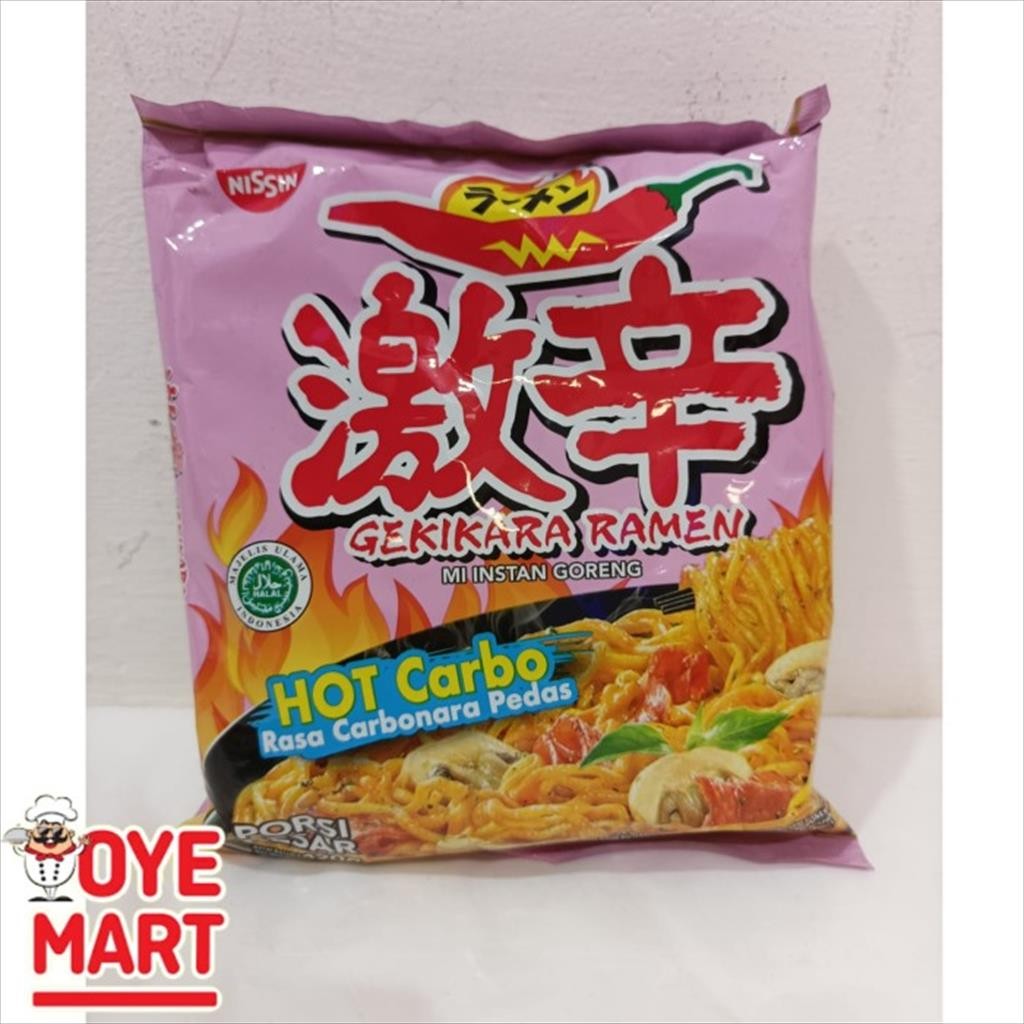 NISSIN
ラーメン
激辛
GEKIKARA RAMEN
MI INSTAN GORENG
MAJELIS ULAMA
حلال
HALAL
INDONESIA
HOT Carbo
Rasa Carbonara Pedas
PORSI
OYE
MART